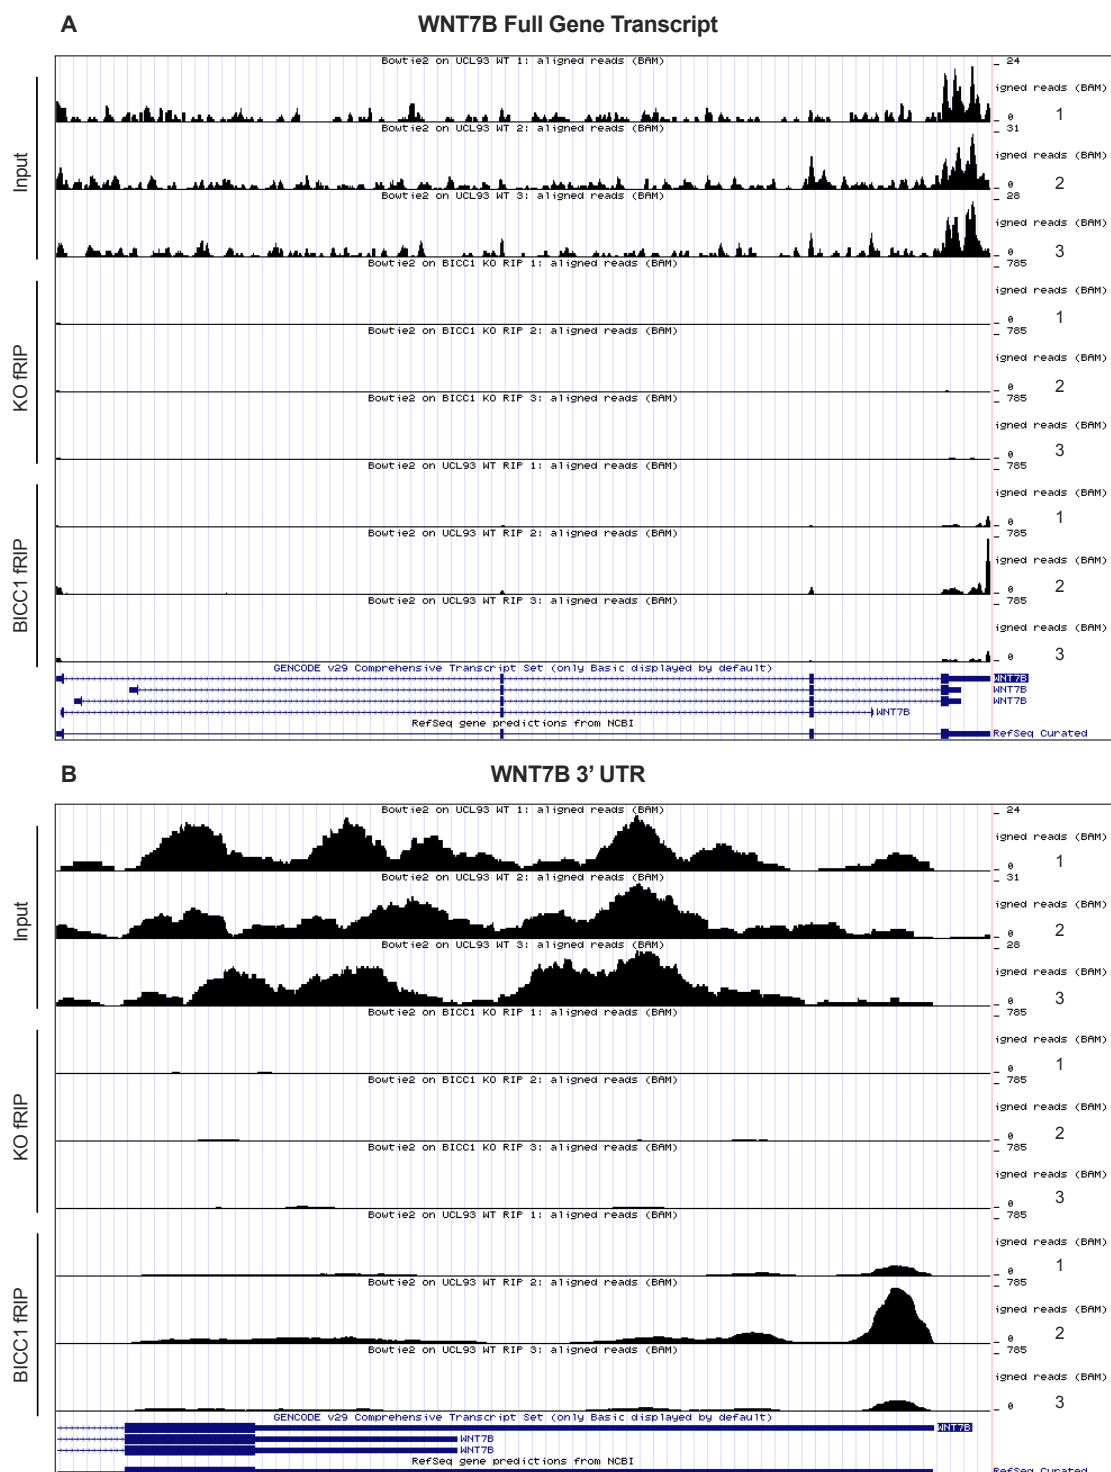 A WNT7B Full Gene Transcript
Input
KO fRIP
BICC1 fRIP
Bowtie2 on UCL93 WT 1: aligned reads (BAM)
24
igned reads (BAM)
0
1
Bowtie2 on UCL93 WT 2: aligned reads (BAM)
31
igned reads (BAM)
0
2
Bowtie2 on UCL93 WT 3: aligned reads (BAM)
28
igned reads (BAM)
0
3
Bowtie2 on BICC1 KO RIP 1: aligned reads (BAM)
785
igned reads (BAM)
0
1
Bowtie2 on BICC1 KO RIP 2: aligned reads (BAM)
785
igned reads (BAM)
0
2
Bowtie2 on BICC1 KO RIP 3: aligned reads (BAM)
785
igned reads (BAM)
0
3
Bowtie2 on UCL93 WT RIP 1: aligned reads (BAM)
785
igned reads (BAM)
0
1
Bowtie2 on UCL93 WT RIP 2: aligned reads (BAM)
785
igned reads (BAM)
0
2
Bowtie2 on UCL93 WT RIP 3: aligned reads (BAM)
785
igned reads (BAM)
0
3
GENCODE v29 Comprehensive Transcript Set (only Basic displayed by default)
WNT7B
WNT7B
WNT7B
WNT7B
RefSeq gene predictions from NCBI
RefSeq Curated
B WNT7B 3' UTR
Input
KO fRIP
BICC1 fRIP
Bowtie2 on UCL93 WT 1: aligned reads (BAM)
24
igned reads (BAM)
0
1
Bowtie2 on UCL93 WT 2: aligned reads (BAM)
31
igned reads (BAM)
0
2
Bowtie2 on UCL93 WT 3: aligned reads (BAM)
28
igned reads (BAM)
0
3
Bowtie2 on BICC1 KO RIP 1: aligned reads (BAM)
785
igned reads (BAM)
0
1
Bowtie2 on BICC1 KO RIP 2: aligned reads (BAM)
785
igned reads (BAM)
0
2
Bowtie2 on BICC1 KO RIP 3: aligned reads (BAM)
785
igned reads (BAM)
0
3
Bowtie2 on UCL93 WT RIP 1: aligned reads (BAM)
785
igned reads (BAM)
0
1
Bowtie2 on UCL93 WT RIP 2: aligned reads (BAM)
785
igned reads (BAM)
0
2
Bowtie2 on UCL93 WT RIP 3: aligned reads (BAM)
785
igned reads (BAM)
0
3
GENCODE v29 Comprehensive Transcript Set (only Basic displayed by default)
WNT7B
WNT7B
WNT7B
RefSeq gene predictions from NCBI
RefSeq Curated